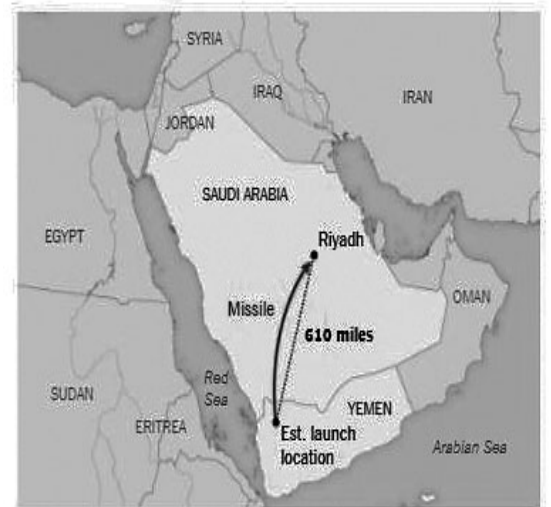 SYRIA
IRAQ
IRAN
JORDAN
SAUDI ARABIA
Riyadh
EGYPT
OMAN
Missile
610 miles
Red
Sea
SUDAN
YEMEN
ERITREA
Est. launch
location
Arabian Sea